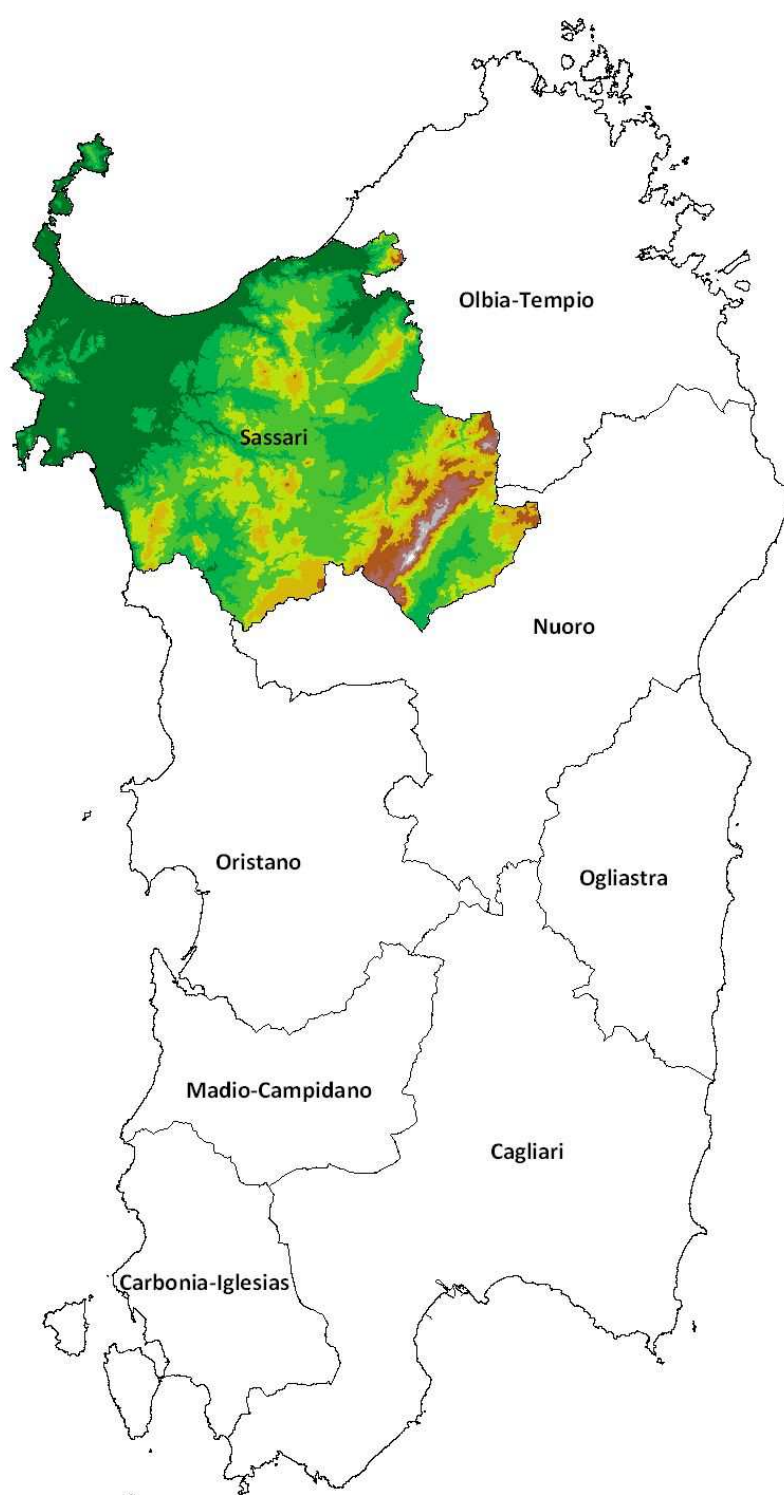 Olbia-Tempio
Sassari
Nuoro
Oristano
Ogliastra
Madio-Campidano
Cagliari
Carbonia-Iglesias